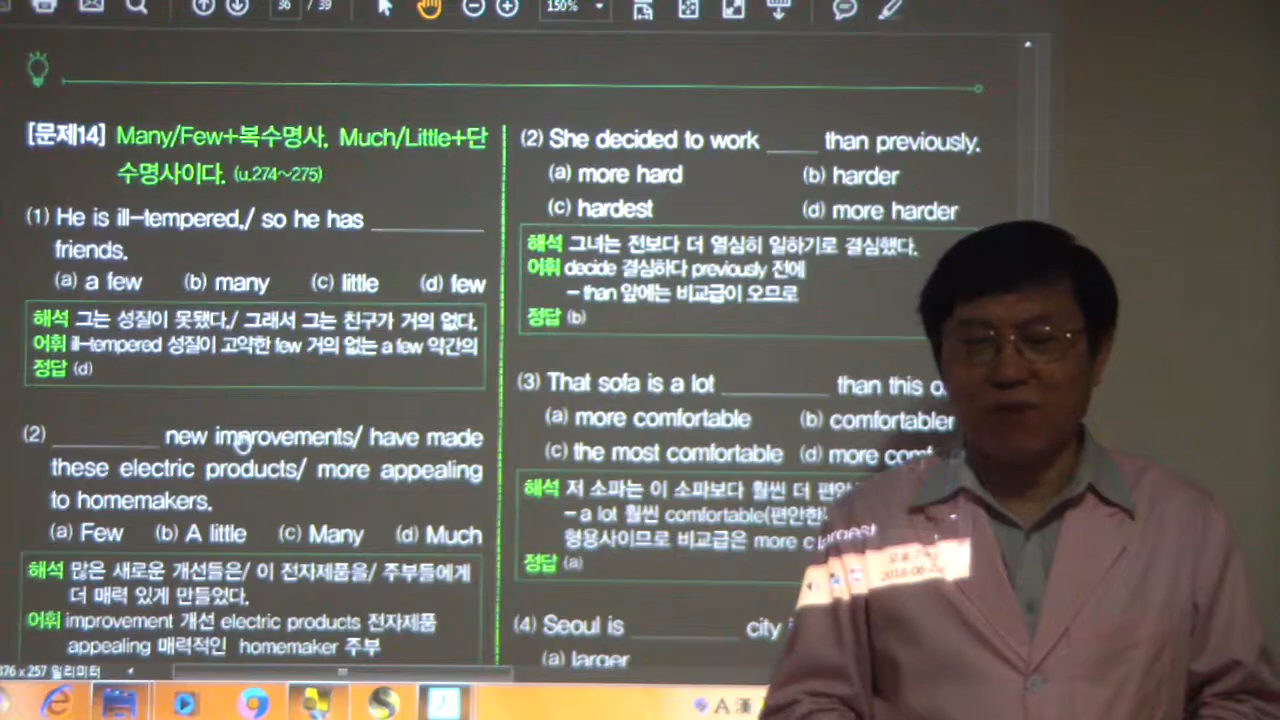 36 / 39
150%
[문제14] Many/Few+복수명사, Much/Little+단
수명사이다. (u.274~275)
(1) He is ill-tempered,/ so he has ________
friends.
(a) a few (b) many (c) little (d) few
해석 그는 성질이 못됐다./ 그래서 그는 친구가 거의 없다.
어휘 ill-tempered 성질이 고약한 few 거의 없는 a few 약간의
정답 (d)
(2) ________ new improvements/ have made
these electric products/ more appealing
to homemakers.
(a) Few (b) A little (c) Many (d) Much
해석 많은 새로운 개선들은/ 이 전자제품을/ 주부들에게
더 매력 있게 만들었다.
어휘 improvement 개선 electric products 전자제품
appealing 매력적인 homemaker 주부
(2) She decided to work ____ than previously.
(a) more hard (b) harder
(c) hardest (d) more harder
해석 그녀는 전보다 더 열심히 일하기로 결심했다.
어휘 decide 결심하다 previously 전에
- than 앞에는 비교급이 오므로
정답 (b)
(3) That sofa is a lot ________ than this
(a) more comfortable (b) comfortabler
(c) the most comfortable (d) more
해석 저 소파는 이 소파보다 훨씬 더
- a lot 훨씬 comfortable(편안한
형용사이므로 비교급은 more
정답 (a)
(4) Seoul is ________ city
(a) larger
largest
376 x 257 밀리미터
A 漢